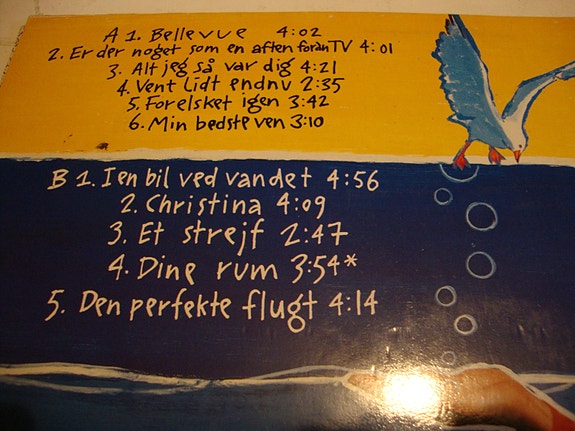 A 1. Bellevue 4:02
2. Er der noget som en aften foran TV 4:01
3. Alt jeg så var dig 4:21
4. Vent lidt endnu 2:35
5. Forelsket igen 3:42
6. Min bedste ven 3:10
B 1. I en bil ved vandet 4:56
2. Christina 4:09
3. Et strejf 2:47
4. Dine rum 3:54*
5. Den perfekte flugt 4:14